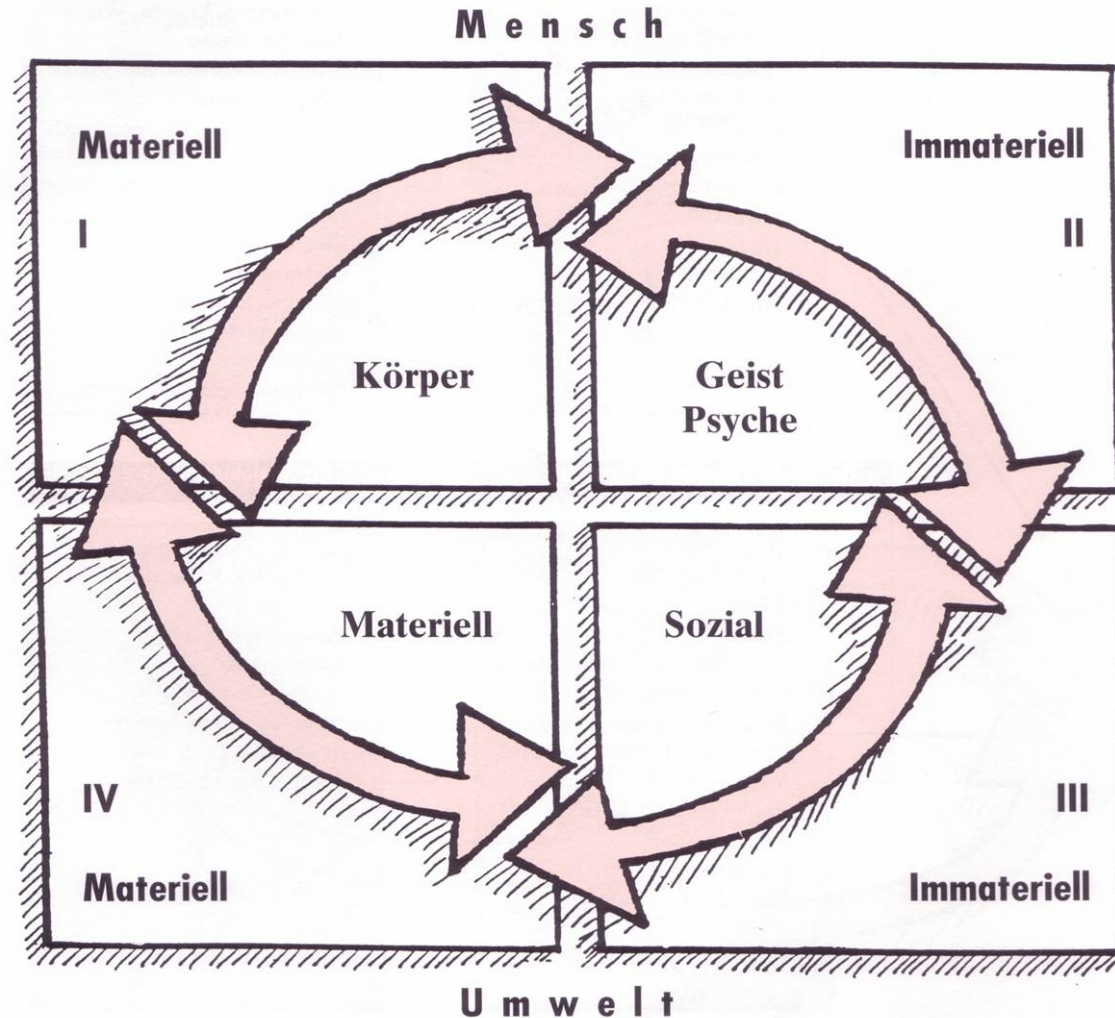 Mensch
Materiell
Immateriell
I
II
Körper
Geist
Psyche
Materiell
Sozial
IV
III
Materiell
Immateriell
Umwelt